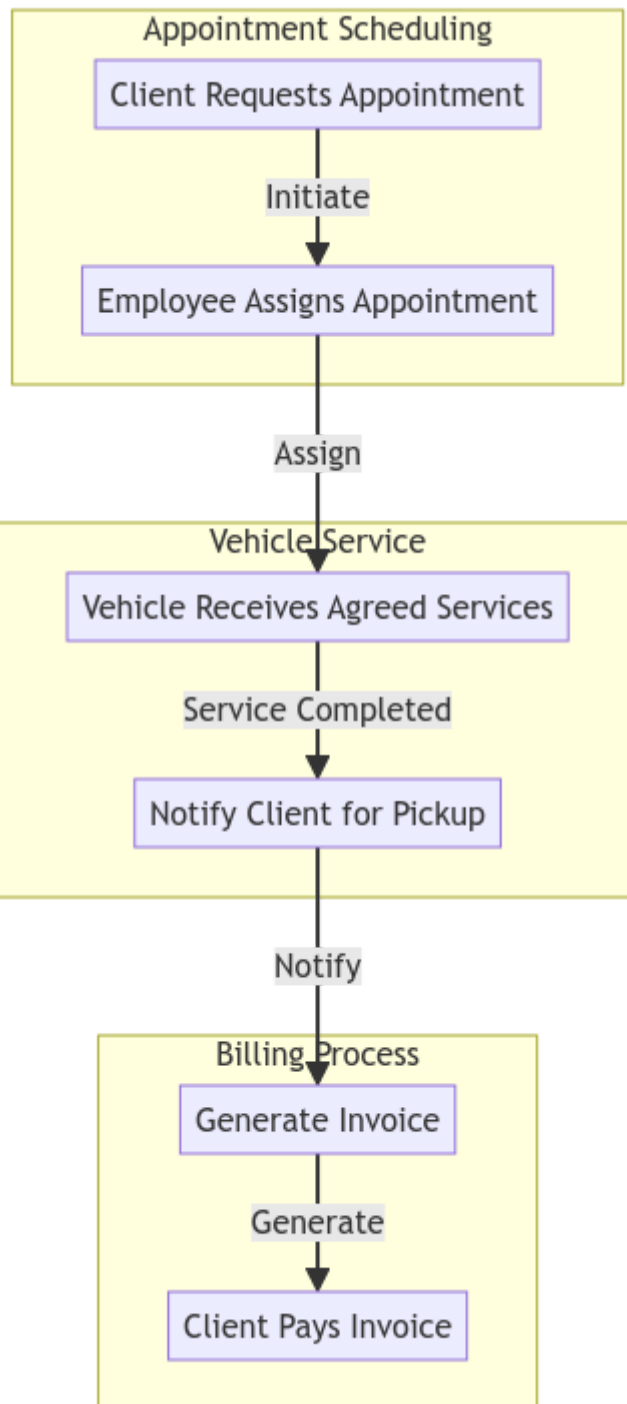 Appointment Scheduling
Client Requests Appointment
Initiate
Employee Assigns Appointment
Assign
Vehicle Service
Vehicle Receives Agreed Services
Service Completed
Notify Client for Pickup
Notify
Billing Process
Generate Invoice
Generate
Client Pays Invoice